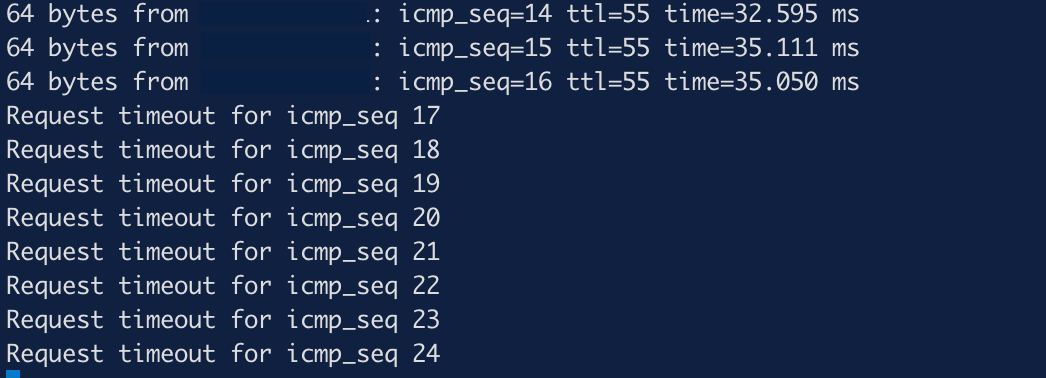 64 bytes from : icmp_seq=14 ttl=55 time=32.595 ms
64 bytes from : icmp_seq=15 ttl=55 time=35.111 ms
64 bytes from : icmp_seq=16 ttl=55 time=35.050 ms
Request timeout for icmp_seq 17
Request timeout for icmp_seq 18
Request timeout for icmp_seq 19
Request timeout for icmp_seq 20
Request timeout for icmp_seq 21
Request timeout for icmp_seq 22
Request timeout for icmp_seq 23
Request timeout for icmp_seq 24